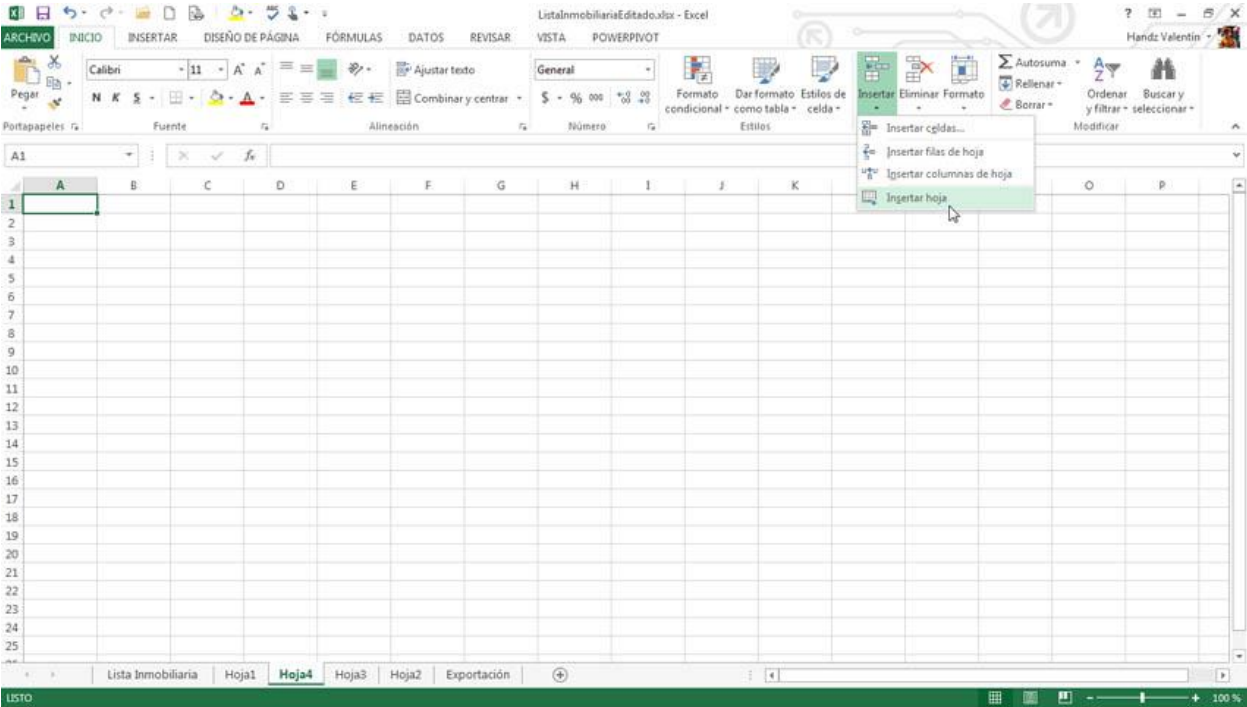 ListaInmobiliariaEditado.xlsx - Excel
?
ARCHIVO INICIO INSERTAR DISEÑO DE PÁGINA FÓRMULAS DATOS REVISAR VISTA POWERPIVOT Handz Valentin
Calibri 11 A A Ajustar texto General Autosuma
Pegar Rellenar
N K S A Combinar y centrar $ % 000 Formato condicional Dar formato como tabla Estilos de celda Insertar Eliminar Formato Borrar Ordenar y filtrar Buscar y seleccionar
Portapapeles Fuente Alineación Número Estilos Modificar
Insertar celdas...
Insertar filas de hoja
Insertar columnas de hoja
Insertar hoja
A1 fx
A B C D E F G H I J K O P
1
2
3
4
5
6
7
8
9
10
11
12
13
14
15
16
17
18
19
20
21
22
23
24
25
Lista Inmobiliaria Hoja1 Hoja4 Hoja3 Hoja2 Exportación
LISTO 100 %